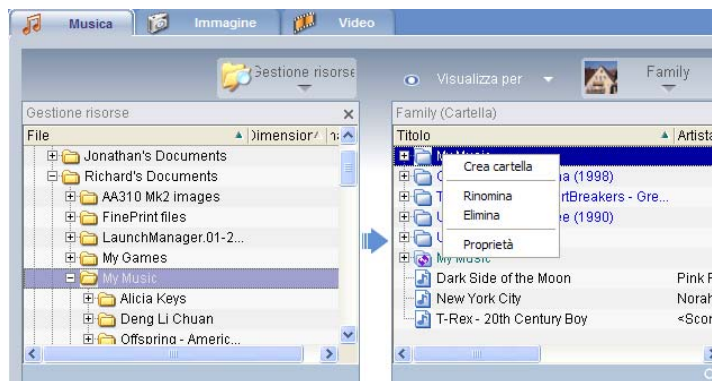 Musica Immagine Video
Gestione risorse
Visualizza per
Family
Gestione risorse
File Dimension
Jonathan's Documents
Richard's Documents
AA310 Mk2 images
FinePrint files
LaunchManager.01-2...
My Games
My Music
Alicia Keys
Deng Li Chuan
Offspring - Americ...
Family (Cartella)
Titolo Artista
Crea cartella
Rinomina
Elimina
Proprietà
(1998)
rtBreakers - Gre...
(1990)
My Music
Dark Side of the Moon Pink F
New York City Norah
T-Rex - 20th Century Boy <Scor